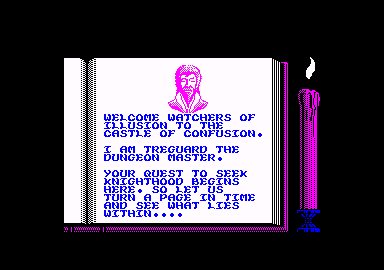 WELCOME WATCHERS OF
ILLUSION TO THE
CASTLE OF CONFUSION.
I AM TREGUARD THE
DUNGEON MASTER.
YOUR QUEST TO SEEK
KNIGHTHOOD BEGINS
HERE. SO LET US
TURN A PAGE IN TIME
AND SEE WHAT LIES
WITHIN....